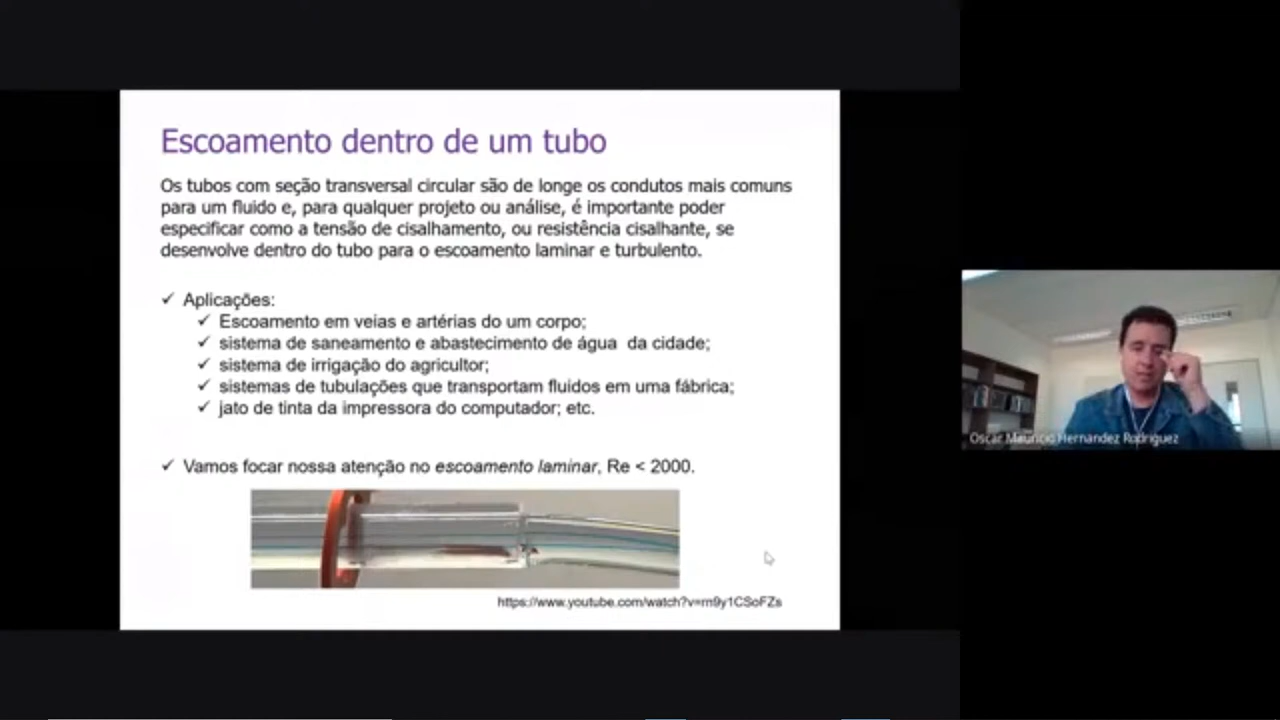 Escoamento dentro de um tubo
Os tubos com seção transversal circular são de longe os condutos mais comuns
para um fluido e, para qualquer projeto ou análise, é importante poder
especificar como a tensão de cisalhamento, ou resistência cisalhante, se
desenvolve dentro do tubo para o escoamento laminar e turbulento.
✓ Aplicações:
✓ Escoamento em veias e artérias do um corpo;
✓ sistema de saneamento e abastecimento de água da cidade;
✓ sistema de irrigação do agricultor;
✓ sistemas de tubulações que transportam fluidos em uma fábrica;
✓ jato de tinta da impressora do computador; etc.
✓ Vamos focar nossa atenção no escoamento laminar, Re < 2000.
https://www.youtube.com/watch?v=rn9y1CSoFZs
Oscar Mauricio Hernandez Rodriguez